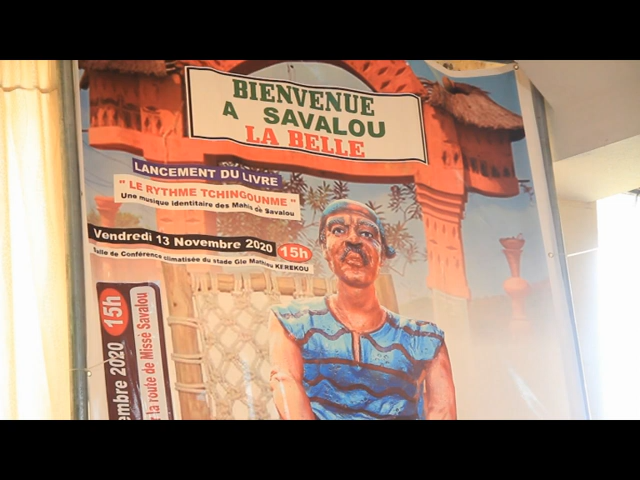 BIENVENUE
A SAVALOU
LA BELLE
LANCEMENT DU LIVRE
" LE RYTHME TCHINGOUNME "
Une musique identitaire des Mahis de Savalou
Vendredi 13 Novembre 2020 15h
Salle de Conférence climatisée du stade Gle Mathieu KEREKOU
embre 2020 15h
r la route de Missè Savalou